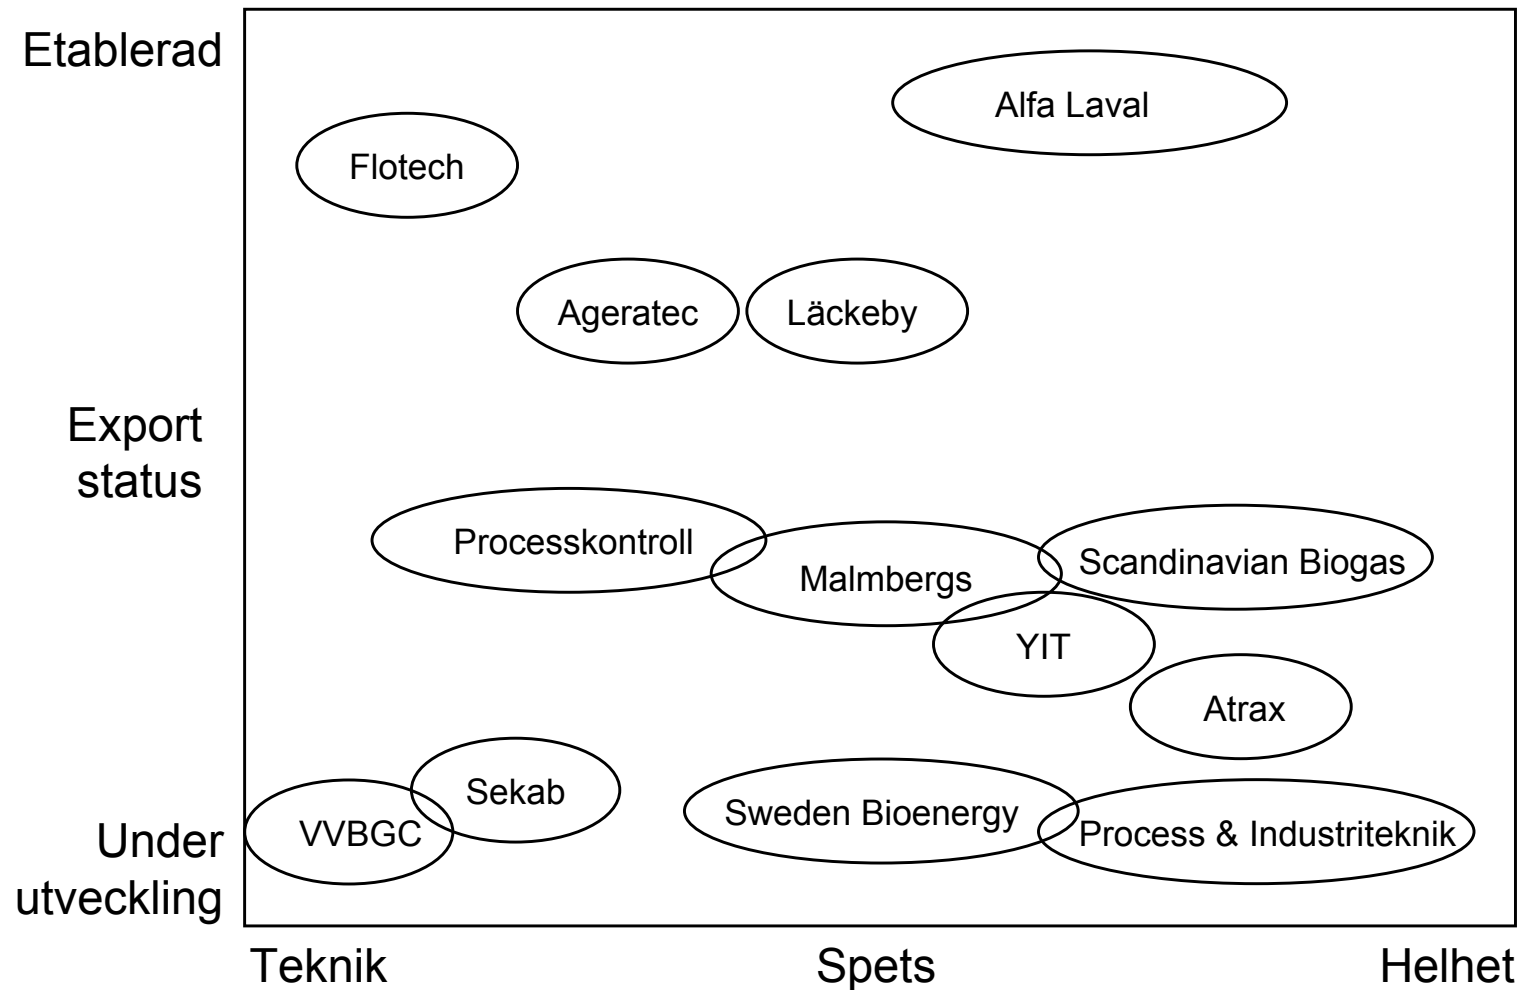 Etablerad
Alfa Laval
Flotech
Ageratec
Läckeby
Export
status
Processkontroll
Malmbergs
Scandinavian Biogas
YIT
Atrax
Sekab
Sweden Bioenergy
VVBGC
Process & Industriteknik
Under
utveckling
Teknik
Spets
Helhet